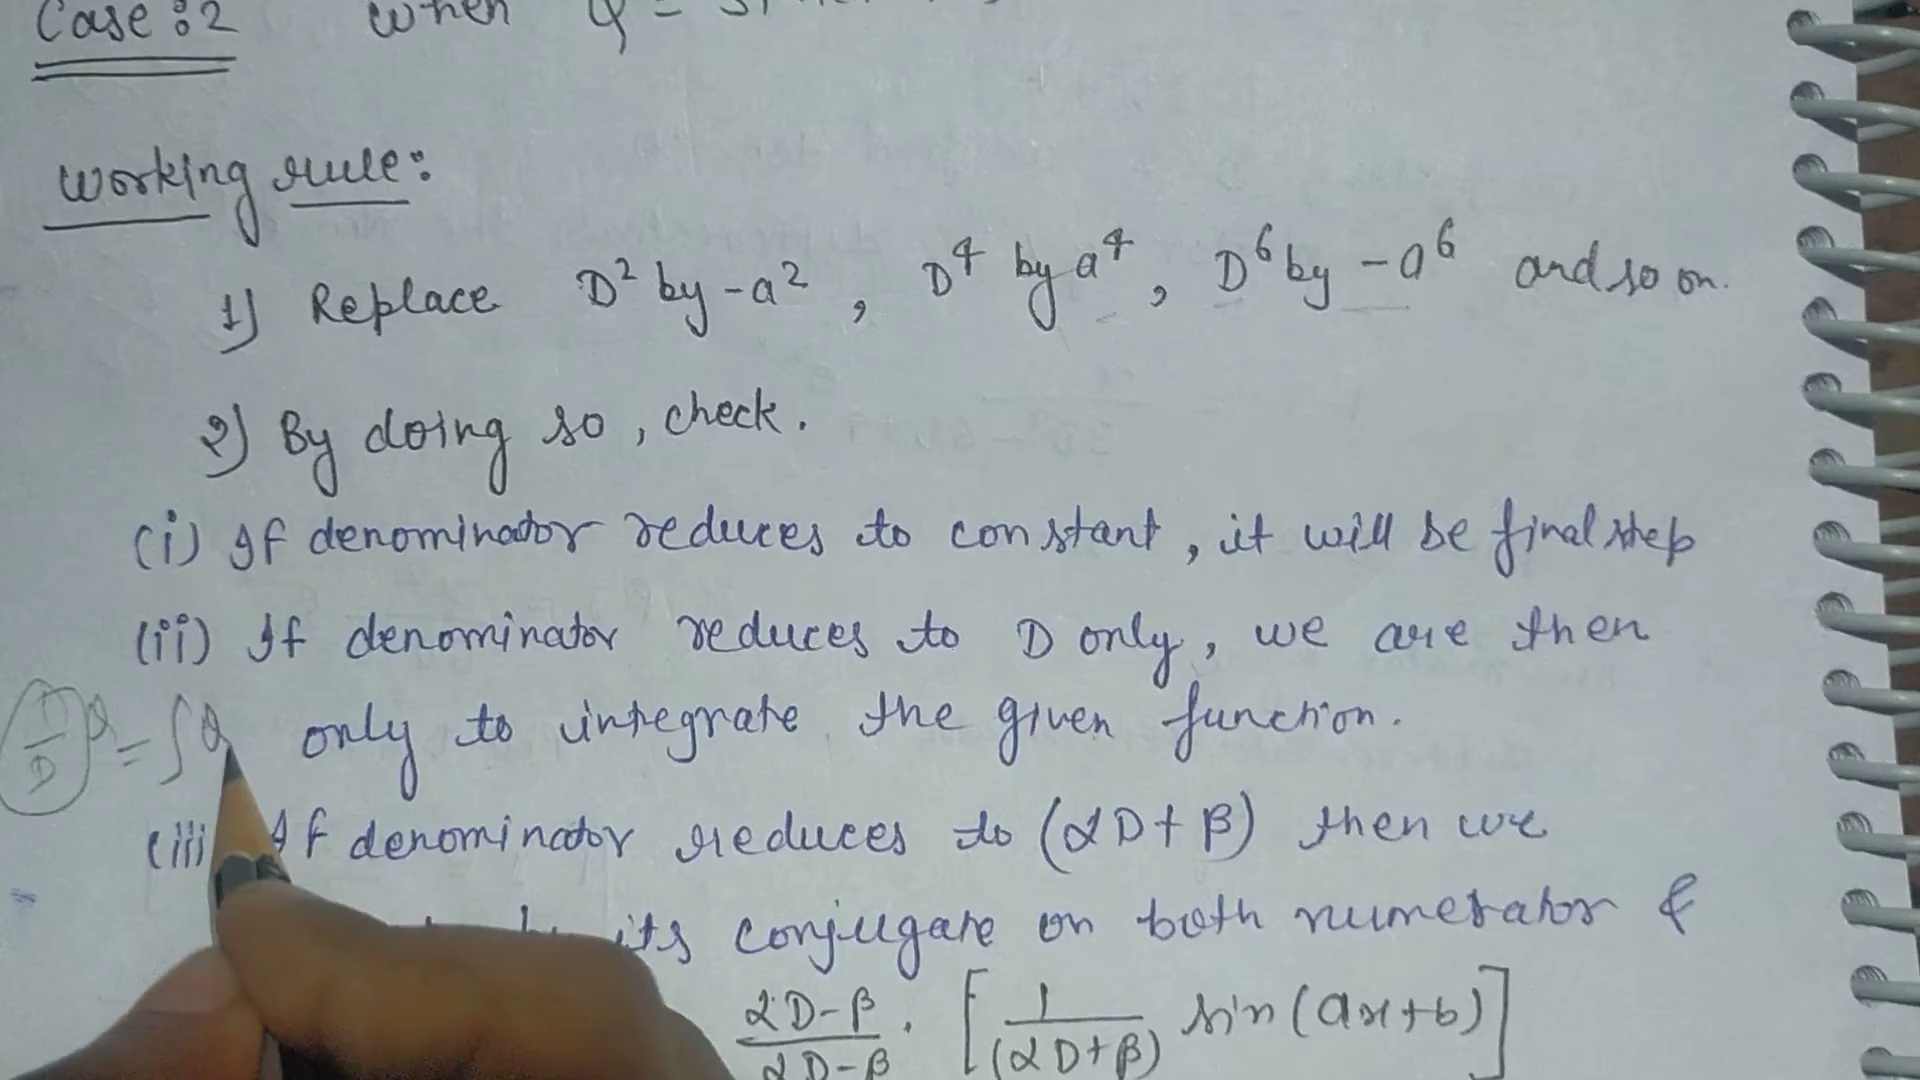 Case:2 When Q =
Working rule:
1) Replace D² by -a², D⁴ by a⁴, D⁶ by -a⁶ and so on.
2) By doing so, check.
(i) If denominator reduces to constant, it will be final step
(ii) If denominator reduces to D only, we are then
only to integrate the given function.
(1/D)Q = ∫Q
(iii If denominator reduces to (αD+β) then we
its conjugate on both numerator &
αD-β/αD-β . [1/(αD+β) sin(ax+b)]